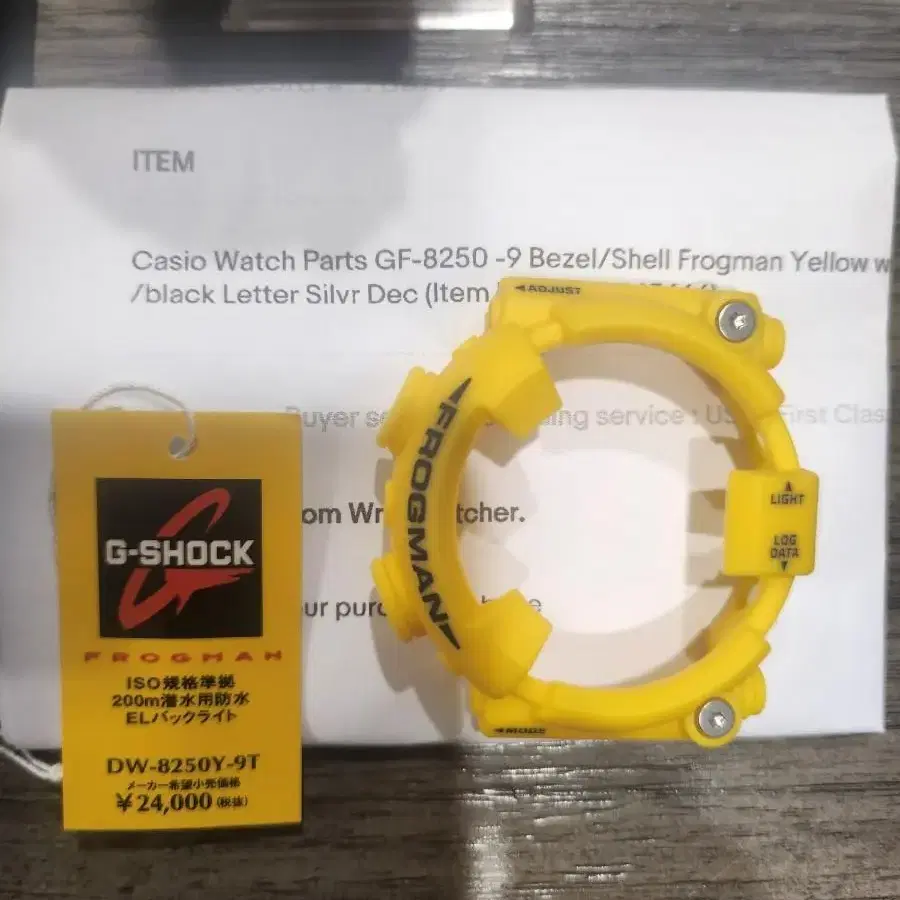 ITEM
Casio Watch Parts GF-8250 -9 Bezel/Shell Frogman Yellow w
/black Letter Silvr Dec (Item
Buyer se
ing service : US
First Clas
om Wr
tcher.
ur purc
ADJUST
FROGMAN
LIGHT
LOG
DATA
MODE
G-SHOCK
FROGMAN
ISO規格準拠
200m潜水用防水
ELバックライト
DW-8250Y-9T
メーカー希望小売価格
¥24,000(税抜)